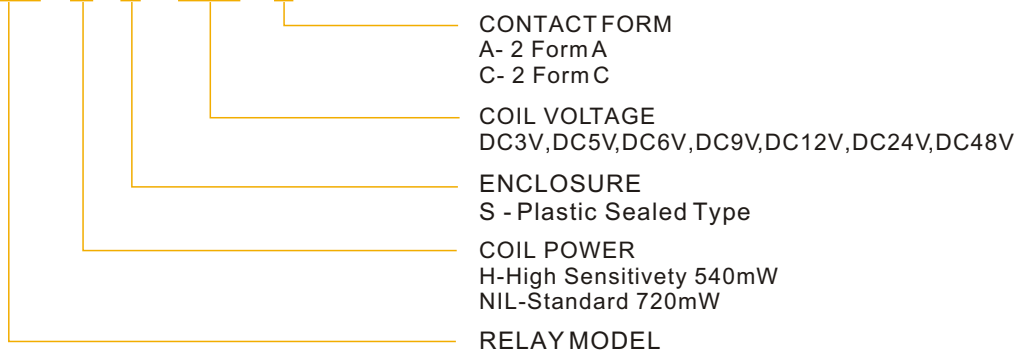 CONTACT FORM
A- 2 Form A
C- 2 Form C
COIL VOLTAGE
DC3V,DC5V,DC6V,DC9V,DC12V,DC24V,DC48V
ENCLOSURE
S - Plastic Sealed Type
COIL POWER
H-High Sensitivety 540mW
NIL-Standard 720mW
RELAY MODEL